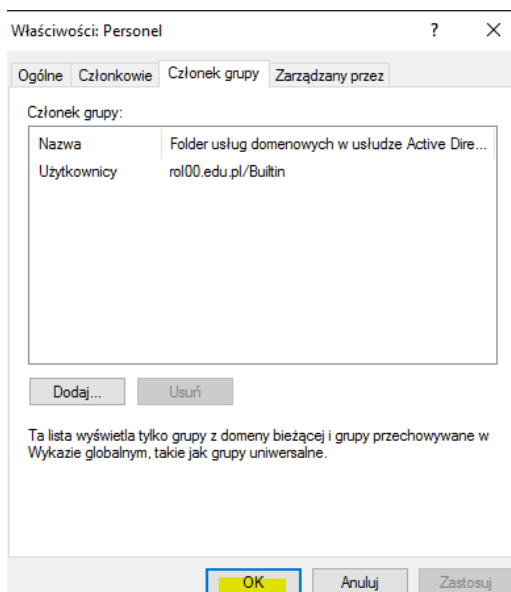 Właściwości: Personel ? ×
Ogólne Członkowie Członek grupy Zarządzany przez
Członek grupy:
Nazwa Folder usług domenowych w usłudze Active Dire...
Użytkownicy rol00.edu.pl/Builtin
Dodaj... Usuń
Ta lista wyświetla tylko grupy z domeny bieżącej i grupy przechowywane w
Wykazie globalnym, takie jak grupy uniwersalne.
OK Anuluj Zastosuj